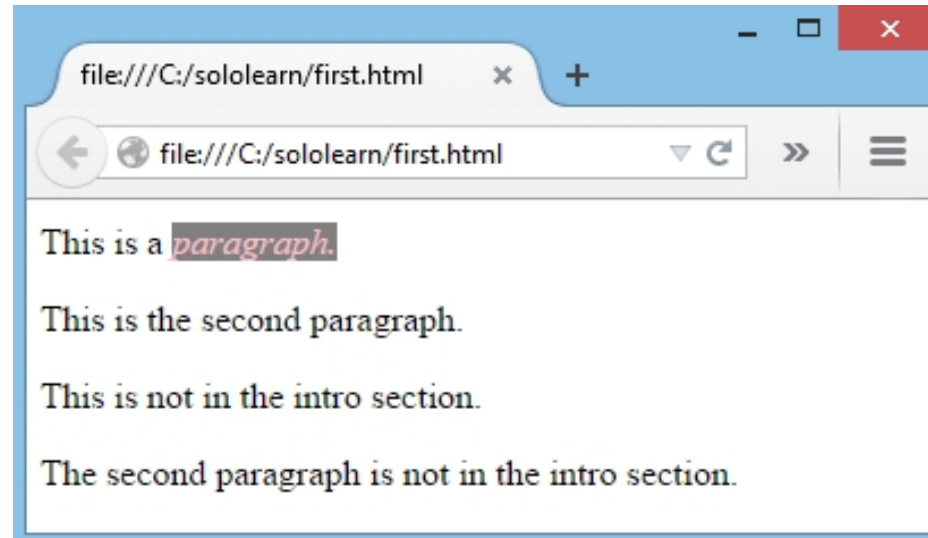 file:///C:/sololearn/first.html
file:///C:/sololearn/first.html
This is a paragraph.
This is the second paragraph.
This is not in the intro section.
The second paragraph is not in the intro section.